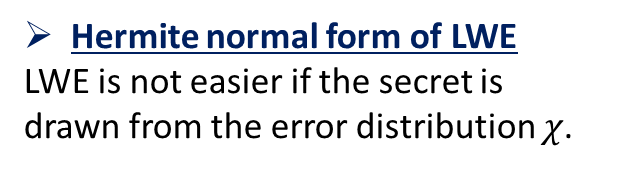 ➢ Hermite normal form of LWE
LWE is not easier if the secret is
drawn from the error distribution 𝜒.